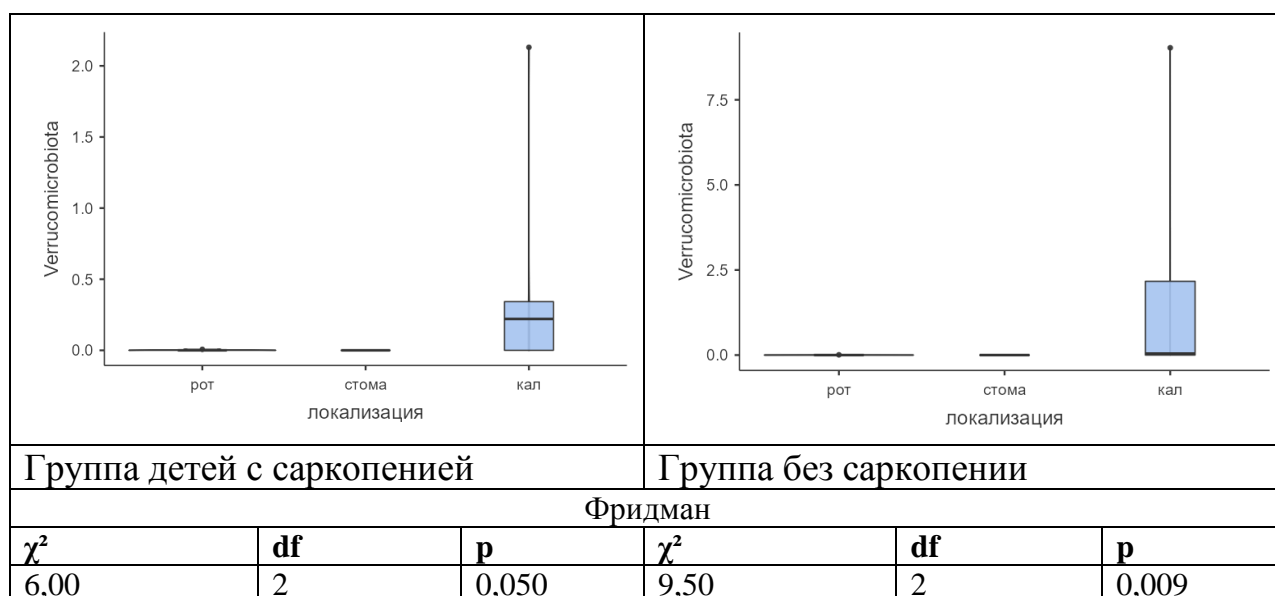 2.0
1.5
1.0
0.5
0.0
Verrucomicrobiota
рот стома кал
локализация
7.5
5.0
2.5
0.0
Verrucomicrobiota
рот стома кал
локализация
Группа детей с саркопенией Группа без саркопении
Фридман
χ² df p χ² df p
6,00 2 0,050 9,50 2 0,009